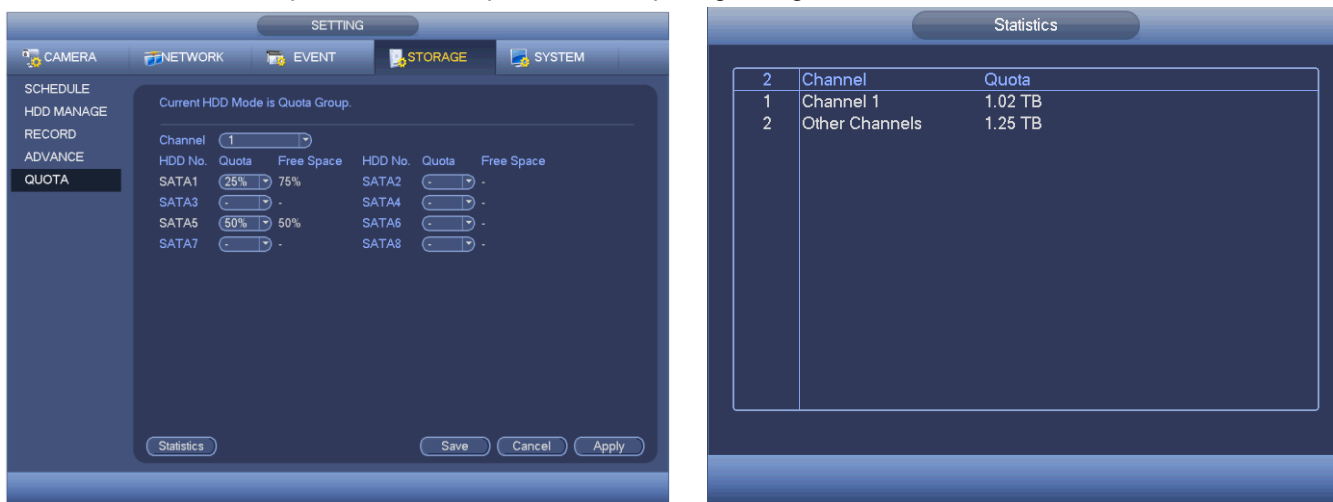 SETTING
CAMERA NETWORK EVENT STORAGE SYSTEM
SCHEDULE
HDD MANAGE
RECORD
ADVANCE
QUOTA
Current HDD Mode is Quota Group.
Channel 1
HDD No. Quota Free Space HDD No. Quota Free Space
SATA1 25% 75% SATA2 - -
SATA3 - - SATA4 - -
SATA5 50% 50% SATA6 - -
SATA7 - - SATA8 - -
Statistics Save Cancel Apply
Statistics
2 Channel Quota
1 Channel 1 1.02 TB
2 Other Channels 1.25 TB